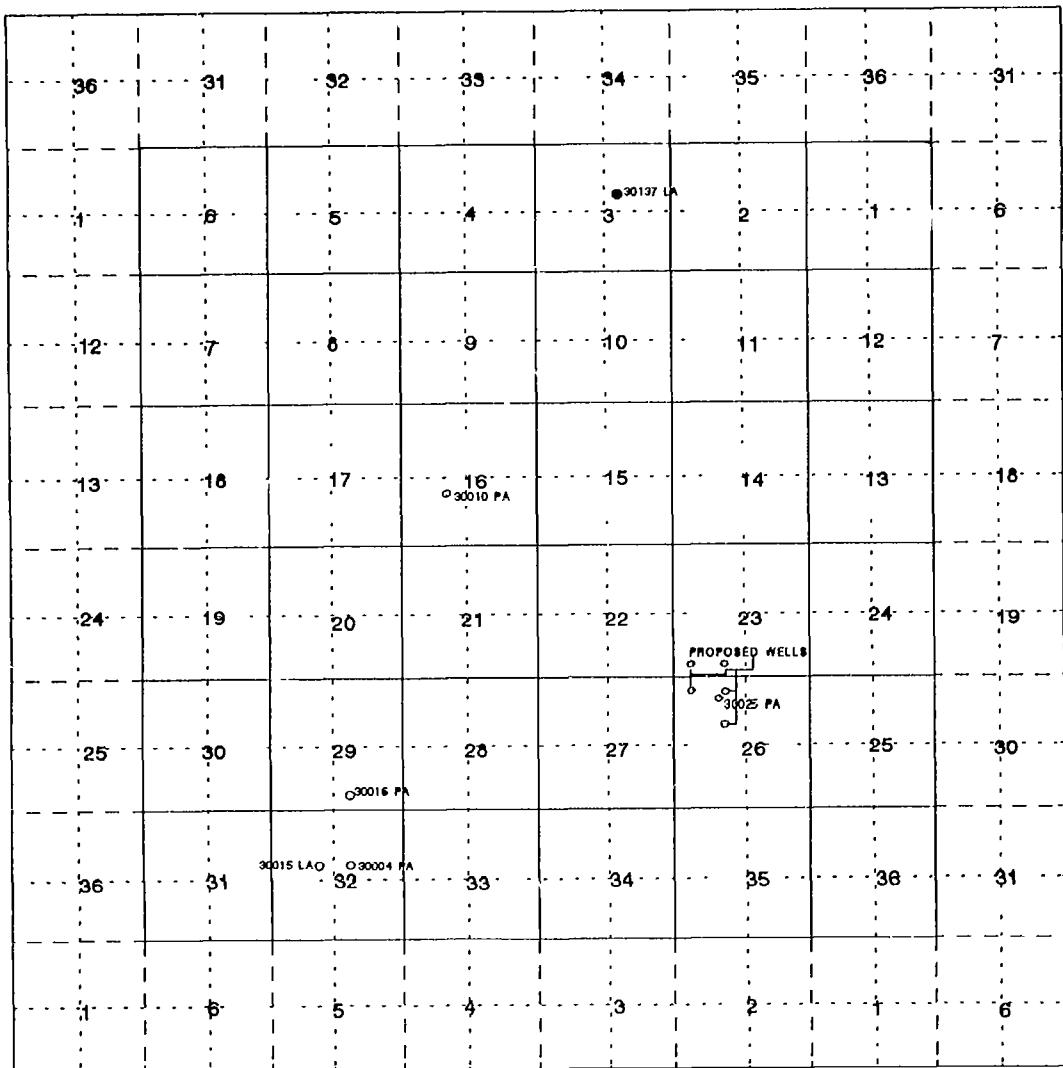 36 31 32 33 34 35 36 31
30137 LA
1 6 5 4 3 2 1 6
12 7 8 9 10 11 12 7
13 18 17 16 15 14 13 18
30010 PA
24 19 20 21 22 23 24 19
PROPOSED WELLS
30025 PA
25 30 29 28 27 26 25 30
30016 PA
30015 LA 30004 PA
36 31 32 33 34 35 36 31
1 6 5 4 3 2 1 6